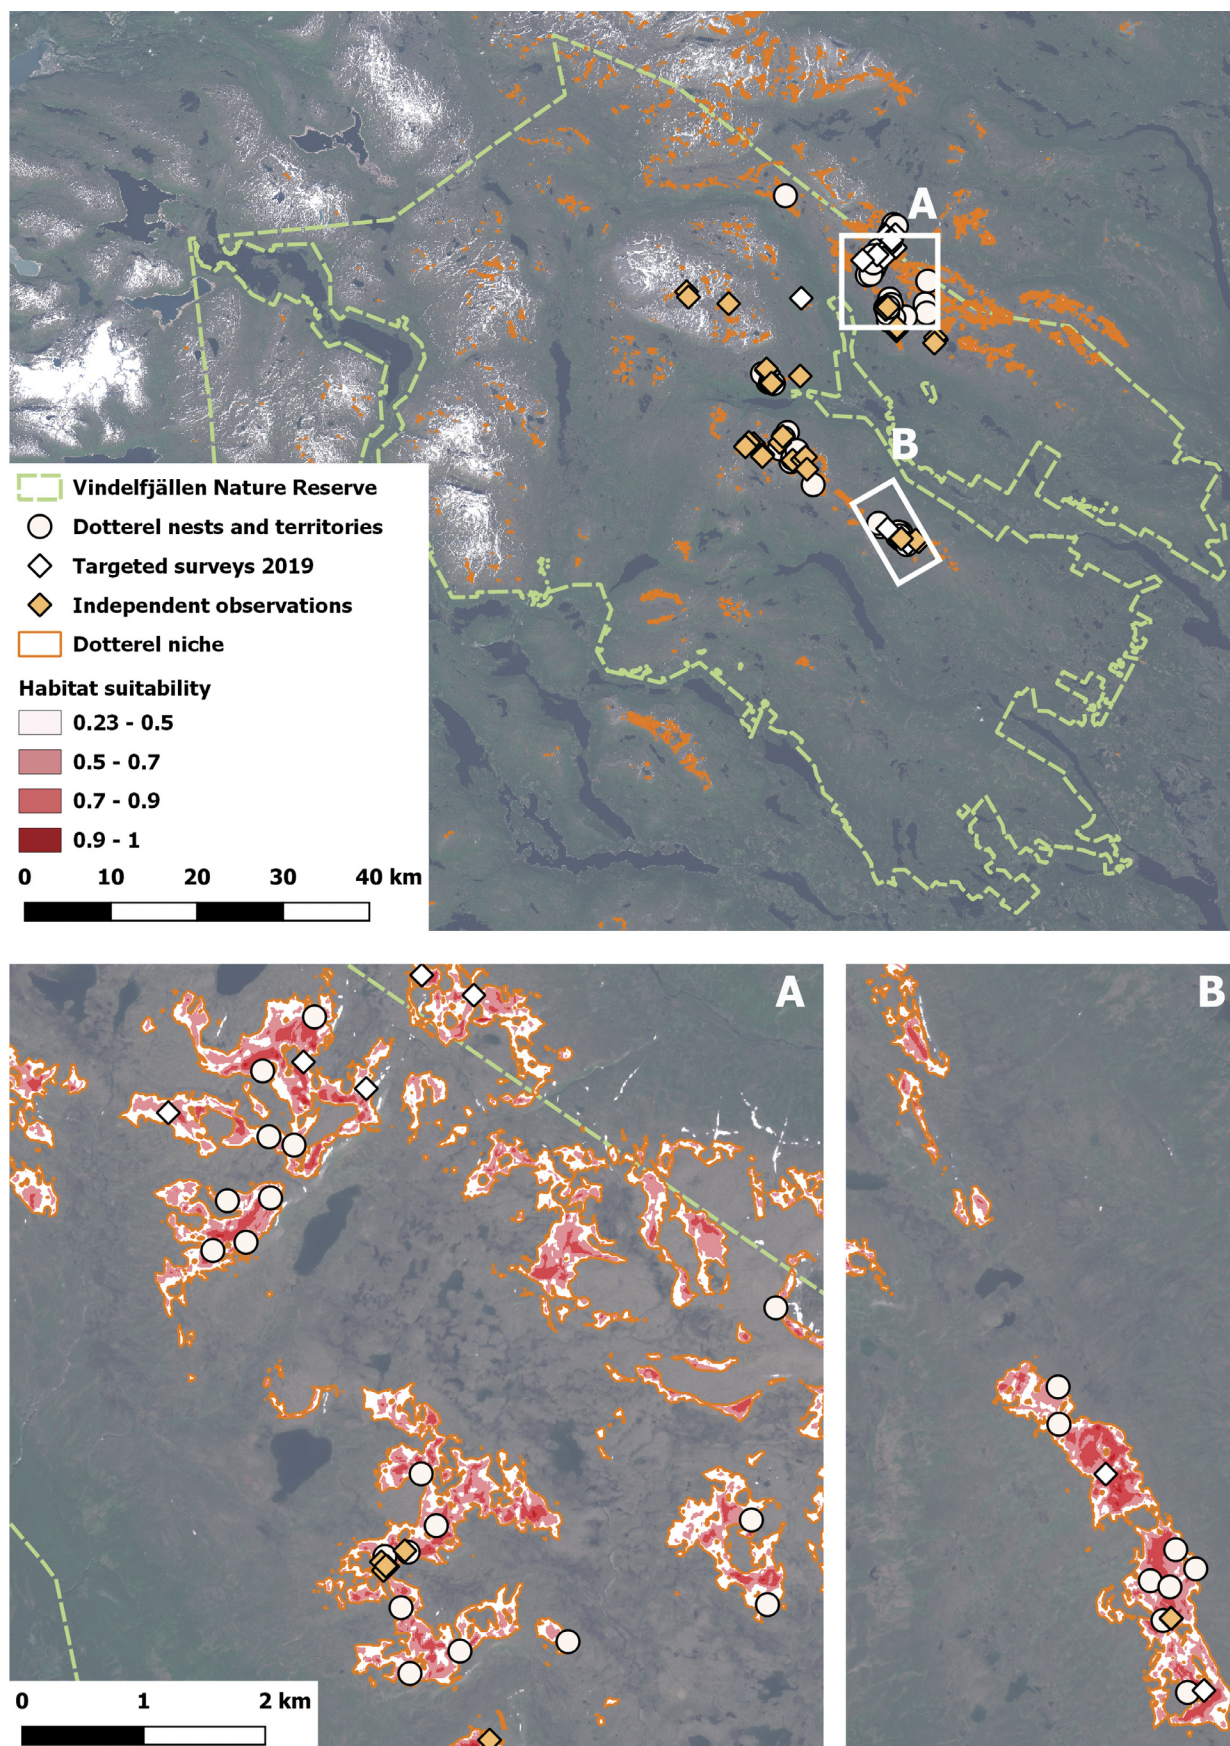 A
B
Vindelfjällen Nature Reserve
Dotterel nests and territories
Targeted surveys 2019
Independent observations
Dotterel niche
Habitat suitability
0.23 - 0.5
0.5 - 0.7
0.7 - 0.9
0.9 - 1
0 10 20 30 40 km
A
B
0 1 2 km